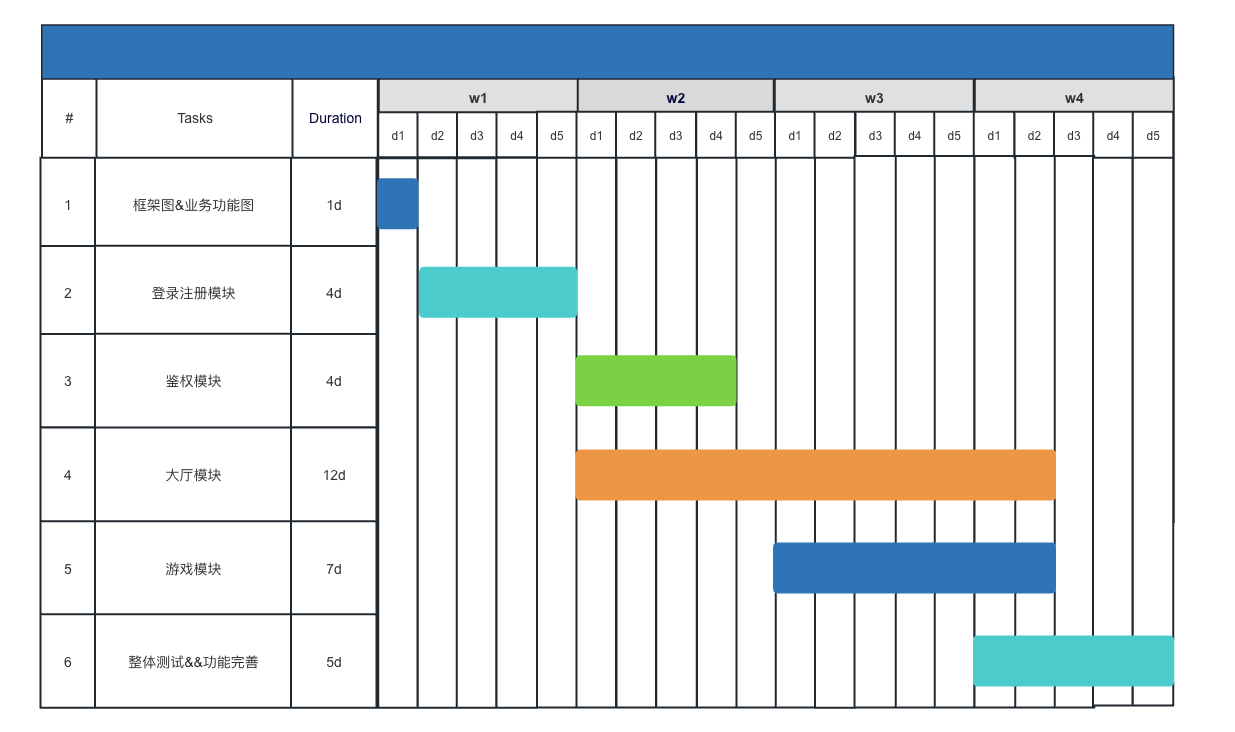 # Tasks Duration
w1 w2 w3 w4
d1 d2 d3 d4 d5 d1 d2 d3 d4 d5 d1 d2 d3 d4 d5 d1 d2 d3 d4 d5
1 框架图&业务功能图 1d
2 登录注册模块 4d
3 鉴权模块 4d
4 大厅模块 12d
5 游戏模块 7d
6 整体测试&&功能完善 5d